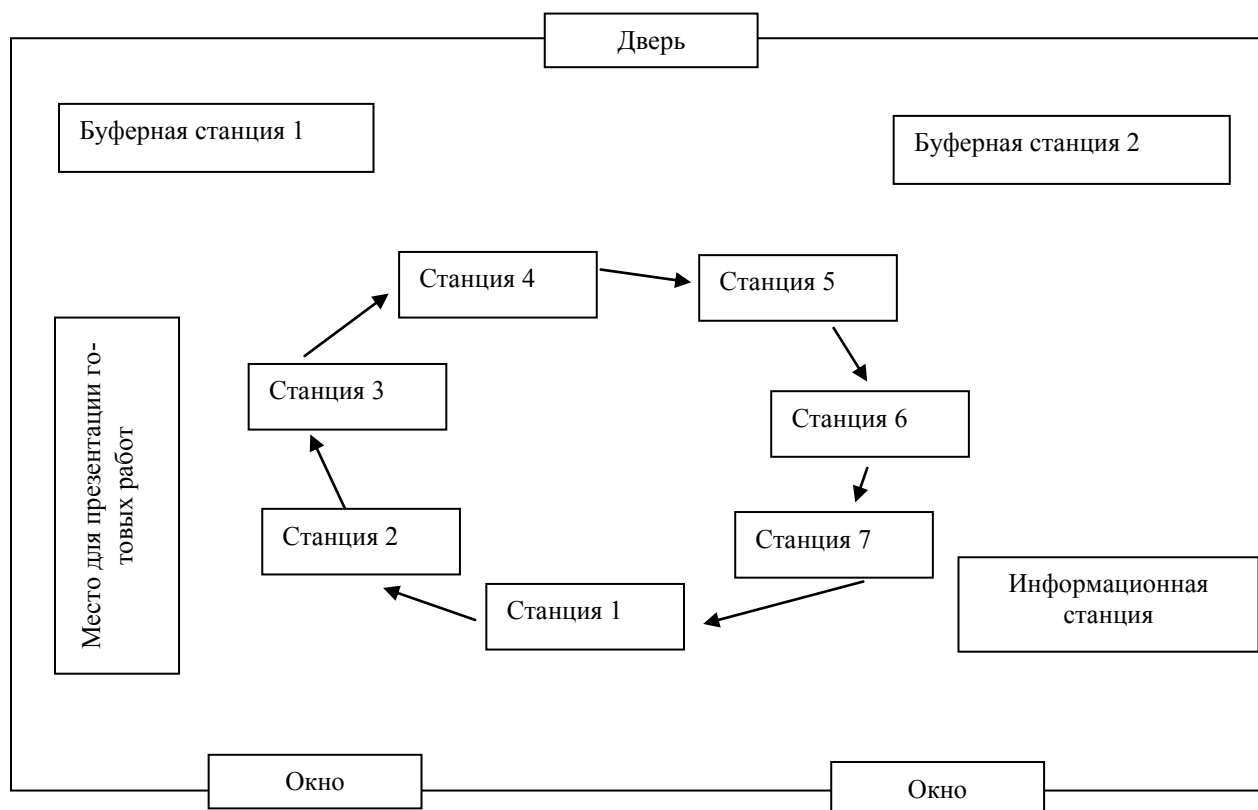 Дверь
Буферная станция 1
Буферная станция 2
Станция 4
Станция 5
Место для презентации го-
товых работ
Станция 3
Станция 6
Станция 2
Станция 7
Информационная
станция
Станция 1
Окно
Окно